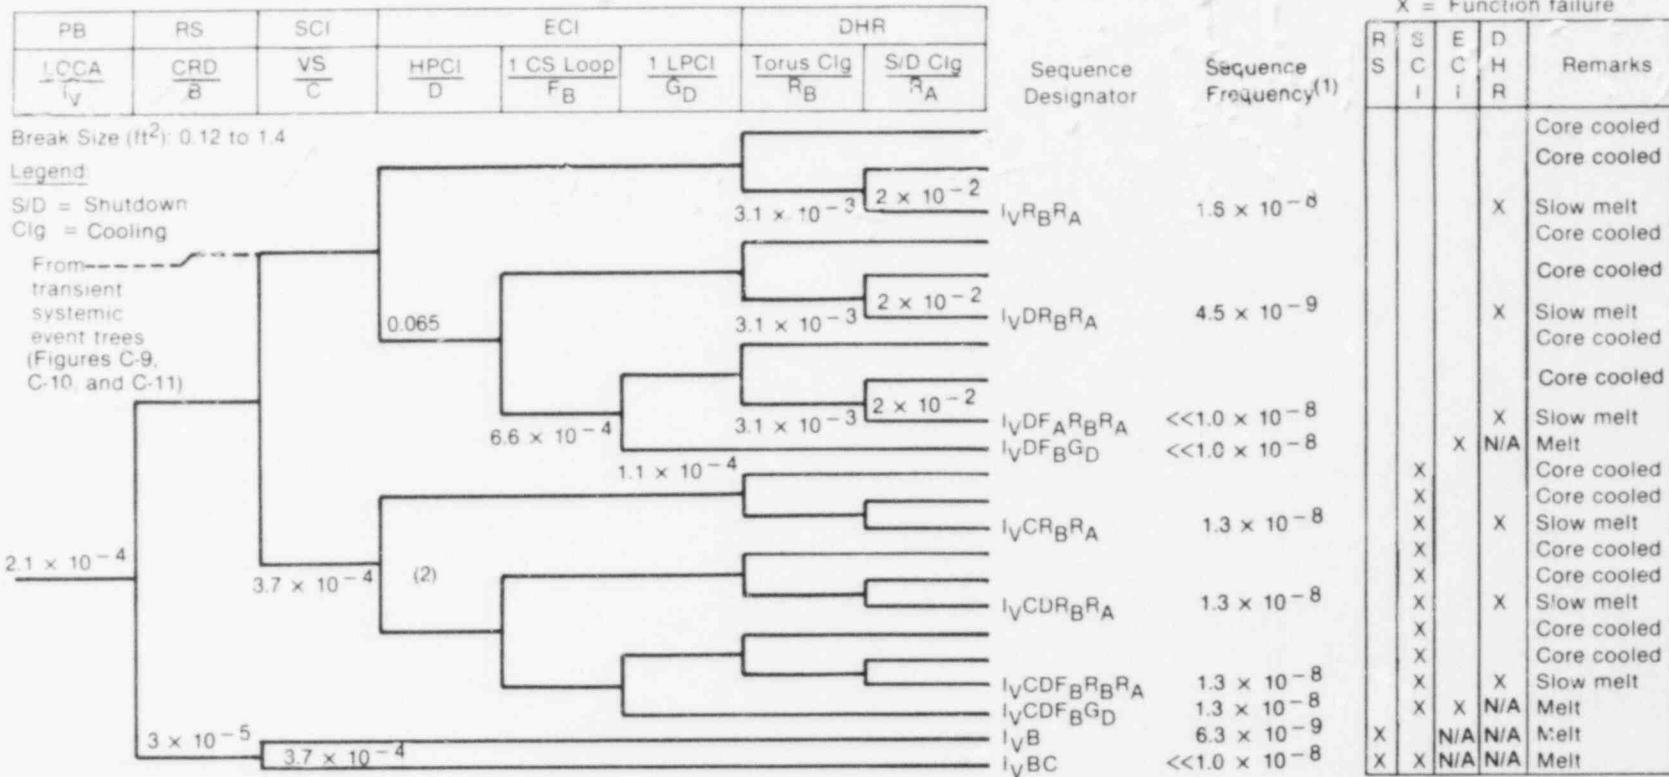 X = Function failure
PB RS SCI ECI DHR
LOCA CRD VS HPCI 1 CS Loop 1 LPCI Torus Clg S/D Clg
I_V B C D F_B G_D R_B R_A
Sequence Designator
Sequence Frequency(1)
RS SCI ECI DHR Remarks
Break Size (ft²): 0.12 to 1.4
Legend:
S/D = Shutdown
Clg = Cooling
From
transient
systemic
event trees
(Figures C-9,
C-10, and C-11)
Core cooled
Core cooled
3.1 × 10⁻³ 2 × 10⁻²
I_VR_BR_A 1.5 × 10⁻⁸ X Slow melt
Core cooled
Core cooled
0.065
3.1 × 10⁻³ 2 × 10⁻²
I_VDR_BR_A 4.5 × 10⁻⁹ X Slow melt
Core cooled
Core cooled
6.6 × 10⁻⁴ 3.1 × 10⁻³ 2 × 10⁻²
I_VDF_AR_BR_A <<1.0 × 10⁻⁸ X Slow melt
I_VDF_BG_D <<1.0 × 10⁻⁸ X N/A Melt
1.1 × 10⁻⁴
X Core cooled
X Core cooled
I_VCR_BR_A 1.3 × 10⁻⁸ X X Slow melt
X Core cooled
2.1 × 10⁻⁴ 3.7 × 10⁻⁴ (2)
X Core cooled
I_VCDR_BR_A 1.3 × 10⁻⁸ X X Slow melt
X Core cooled
X Core cooled
I_VCDF_BR_BR_A 1.3 × 10⁻⁸ X X Slow melt
I_VCDF_BG_D 1.3 × 10⁻⁸ X X N/A Melt
3 × 10⁻⁵ 3.7 × 10⁻⁴
I_VB 6.3 × 10⁻⁹ X N/A N/A Melt
I_VBC <<1.0 × 10⁻⁸ X X N/A N/A Melt